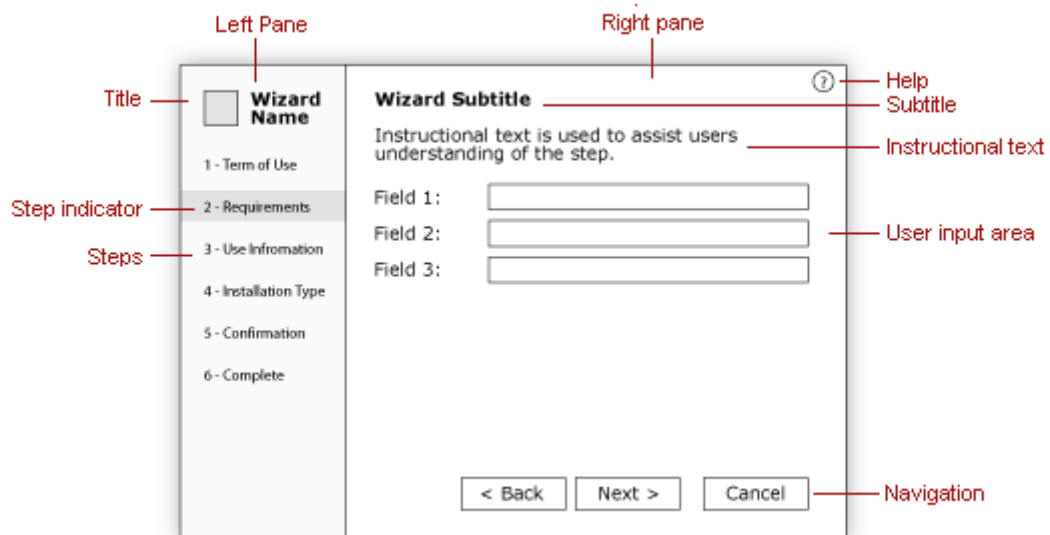 Left Pane
Right pane
Title
Wizard
Name
Wizard Subtitle
Help
Subtitle
Instructional text is used to assist users
understanding of the step.
Instructional text
1 - Term of Use
Step indicator
2 - Requirements
Field 1:
Steps
3 - Use Infromation
Field 2:
User input area
Field 3:
4 - Installation Type
5 - Confirmation
6 - Complete
< Back
Next >
Cancel
Navigation
?